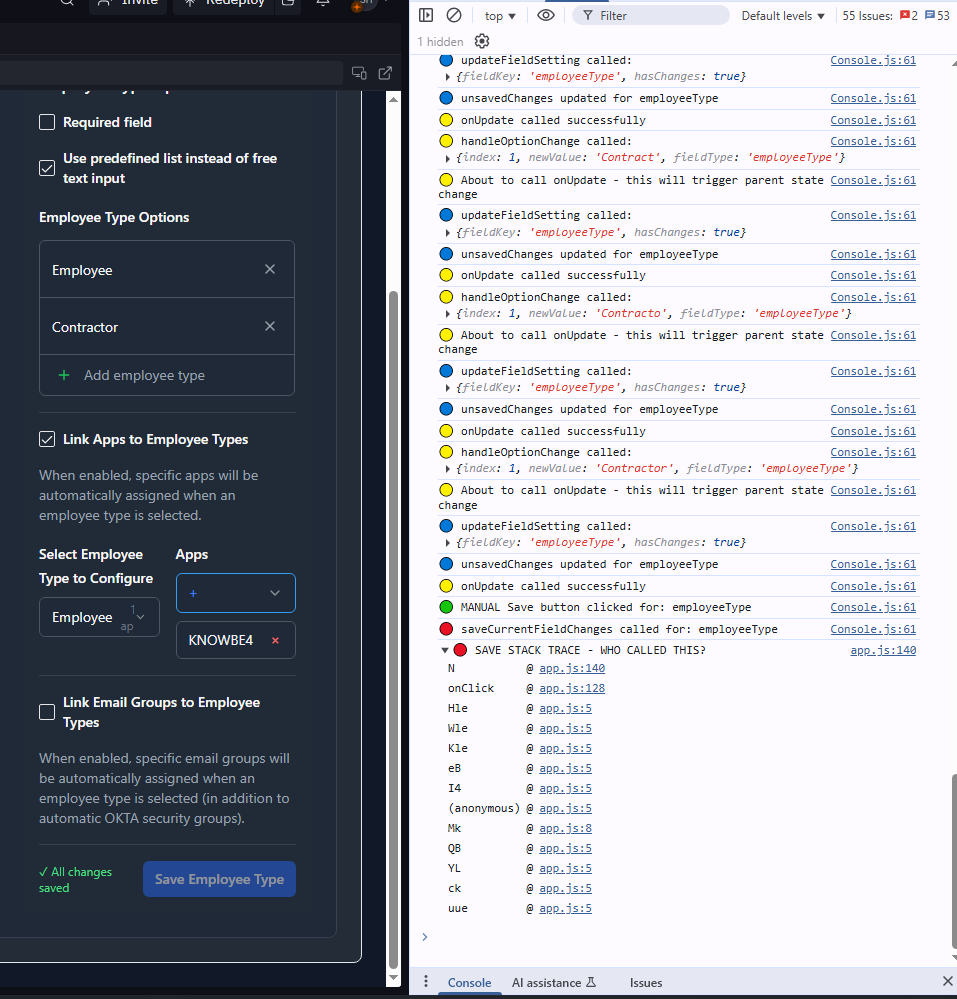 Invite
Redeploy
top
Filter
Default levels
55 Issues:
2
53
1 hidden
Required field
Use predefined list instead of free
text input
Employee Type Options
Employee
Contractor
Add employee type
Link Apps to Employee Types
When enabled, specific apps will be
automatically assigned when an
employee type is selected.
Select Employee
Type to Configure
Apps
Employee
1
ap
+
KNOWBE4
Link Email Groups to Employee
Types
When enabled, specific email groups will
be automatically assigned when an
employee type is selected (in addition to
automatic OKTA security groups).
✓ All changes
saved
Save Employee Type
updateFieldSetting called: Console.js:61
{fieldKey: 'employeeType', hasChanges: true}
unsavedChanges updated for employeeType Console.js:61
onUpdate called successfully Console.js:61
handleOptionChange called: Console.js:61
{index: 1, newValue: 'Contract', fieldType: 'employeeType'}
About to call onUpdate - this will trigger parent state Console.js:61
change
updateFieldSetting called: Console.js:61
{fieldKey: 'employeeType', hasChanges: true}
unsavedChanges updated for employeeType Console.js:61
onUpdate called successfully Console.js:61
handleOptionChange called: Console.js:61
{index: 1, newValue: 'Contracto', fieldType: 'employeeType'}
About to call onUpdate - this will trigger parent state Console.js:61
change
updateFieldSetting called: Console.js:61
{fieldKey: 'employeeType', hasChanges: true}
unsavedChanges updated for employeeType Console.js:61
onUpdate called successfully Console.js:61
handleOptionChange called: Console.js:61
{index: 1, newValue: 'Contractor', fieldType: 'employeeType'}
About to call onUpdate - this will trigger parent state Console.js:61
change
updateFieldSetting called: Console.js:61
{fieldKey: 'employeeType', hasChanges: true}
unsavedChanges updated for employeeType Console.js:61
onUpdate called successfully Console.js:61
MANUAL Save button clicked for: employeeType Console.js:61
saveCurrentFieldChanges called for: employeeType Console.js:61
SAVE STACK TRACE - WHO CALLED THIS? app.js:140
N @ app.js:140
onClick @ app.js:128
Hle @ app.js:5
Wle @ app.js:5
Kle @ app.js:5
eB @ app.js:5
I4 @ app.js:5
(anonymous) @ app.js:5
Mk @ app.js:8
QB @ app.js:5
YL @ app.js:5
ck @ app.js:5
uue @ app.js:5
Console
AI assistance
Issues